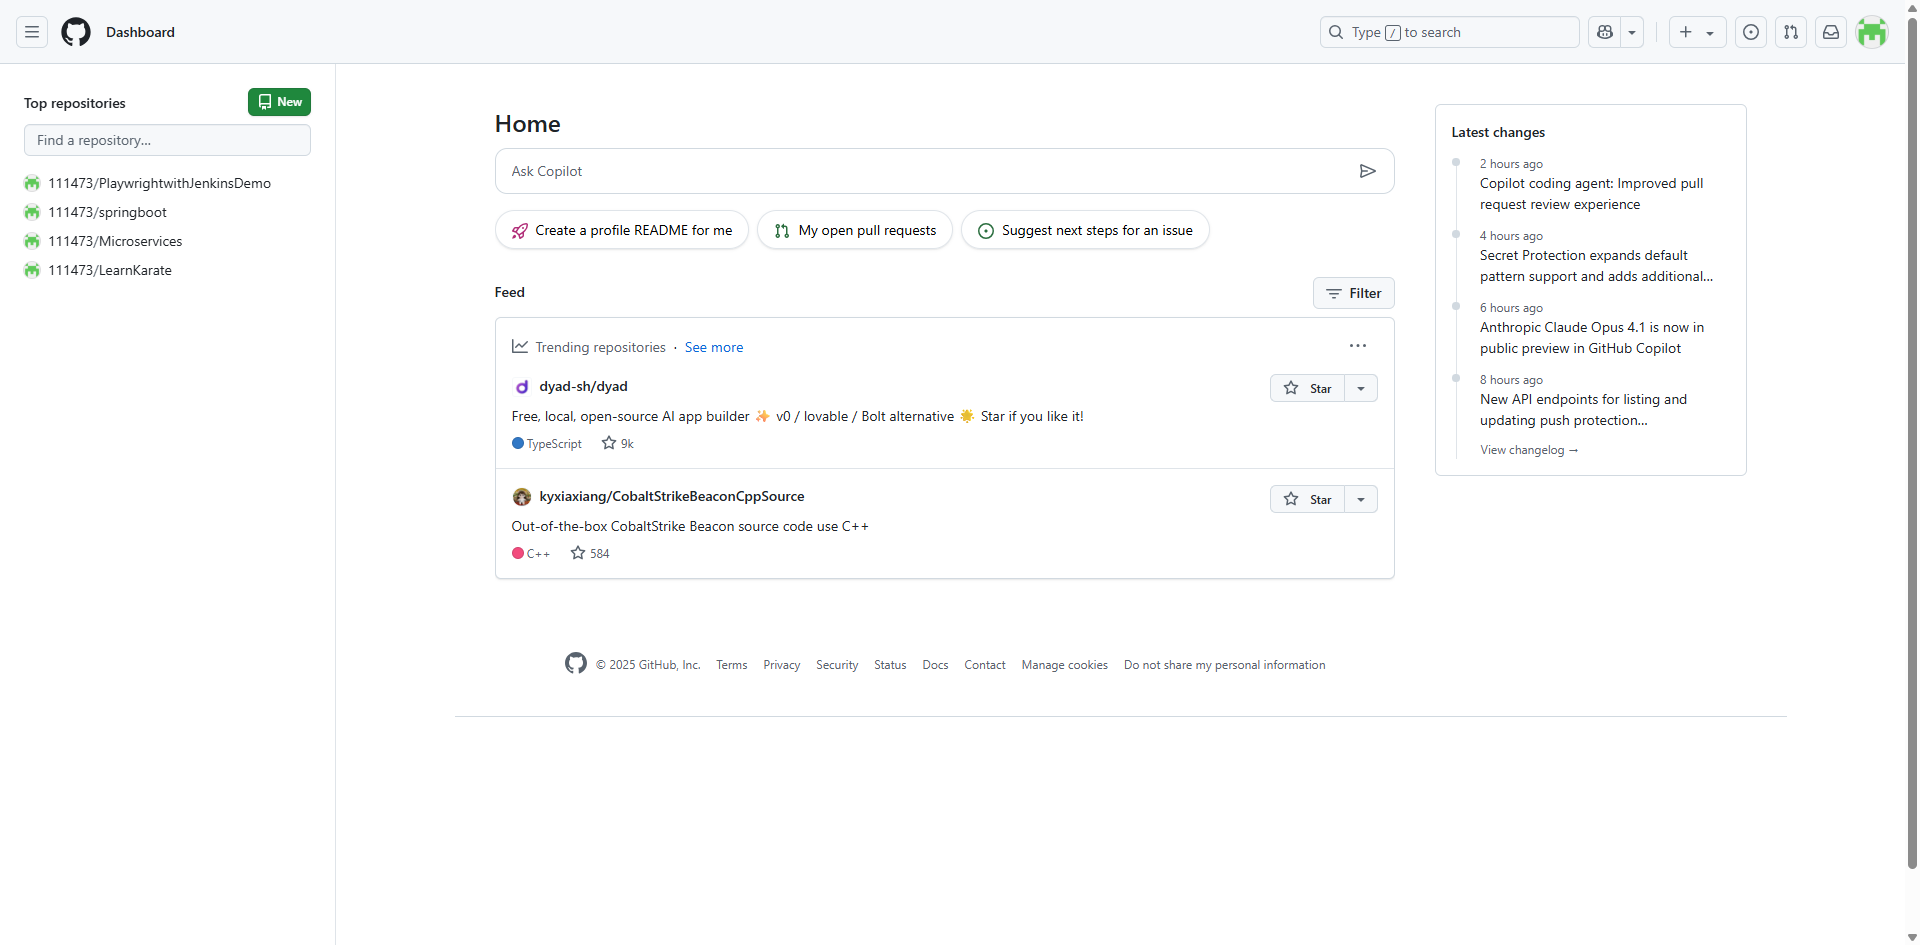 Dashboard
Type / to search
Top repositories
New
Find a repository...
111473/PlaywrightwithJenkinsDemo
111473/springboot
111473/Microservices
111473/LearnKarate
Home
Ask Copilot
Create a profile README for me
My open pull requests
Suggest next steps for an issue
Feed
Filter
Trending repositories · See more
dyad-sh/dyad
Star
Free, local, open-source AI app builder ✨ v0 / lovable / Bolt alternative 🌟 Star if you like it!
TypeScript 9k
kyxiaxiang/CobaltStrikeBeaconCppSource
Star
Out-of-the-box CobaltStrike Beacon source code use C++
C++ 584
Latest changes
2 hours ago
Copilot coding agent: Improved pull
request review experience
4 hours ago
Secret Protection expands default
pattern support and adds additional...
6 hours ago
Anthropic Claude Opus 4.1 is now in
public preview in GitHub Copilot
8 hours ago
New API endpoints for listing and
updating push protection...
View changelog →
© 2025 GitHub, Inc. Terms Privacy Security Status Docs Contact Manage cookies Do not share my personal information